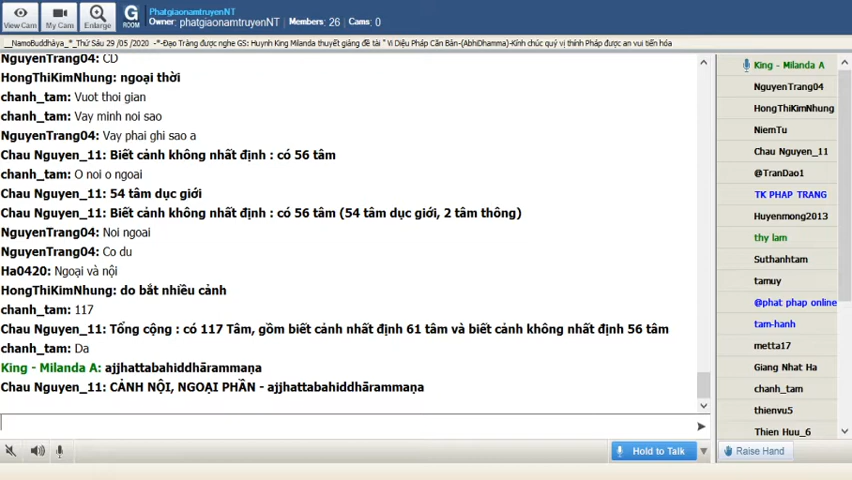 View Cam
My Cam
Enlarge
G
ROOM
PhatgiaonamtruyenNT
Owner: phatgiaonamtruyenNT Members: 26 Cams: 0
__NamoBuddhàya_*_Thứ Sáu 29 /05 /2020 -*-Đạo Tràng được nghe GS: Huynh King Milanda thuyết giảng đề tài " Vi Diệu Pháp Căn Bản-(AbhiDhamma)-Kính chúc quý vị thính Pháp được an vui tiến hóa
NguyenTrang04: CD
HongThiKimNhung: ngoại thời
chanh_tam: Vuot thoi gian
chanh_tam: Vay minh noi sao
NguyenTrang04: Vay phai ghi sao a
Chau Nguyen_11: Biết cảnh không nhất định : có 56 tâm
chanh_tam: O noi o ngoai
Chau Nguyen_11: 54 tâm dục giới
Chau Nguyen_11: Biết cảnh không nhất định : có 56 tâm (54 tâm dục giới, 2 tâm thông)
NguyenTrang04: Noi ngoai
NguyenTrang04: Co du
Ha0420: Ngoại và nội
HongThiKimNhung: do bắt nhiều cảnh
chanh_tam: 117
Chau Nguyen_11: Tổng cộng : có 117 Tâm, gồm biết cảnh nhất định 61 tâm và biết cảnh không nhất định 56 tâm
chanh_tam: Da
King - Milanda A: ajjhattabahiddhārammaṇa
Chau Nguyen_11: CẢNH NỘI, NGOẠI PHẦN - ajjhattabahiddhārammaṇa
King - Milanda A
NguyenTrang04
HongThiKimNhung
NiemTu
Chau Nguyen_11
@TranDao1
TK PHAP TRANG
Huyenmong2013
thy lam
Suthanhtam
tamuy
@phat phap online
tam-hanh
metta17
Giang Nhat Ha
chanh_tam
thienvu5
Thien Huu_6
Hold to Talk
Raise Hand